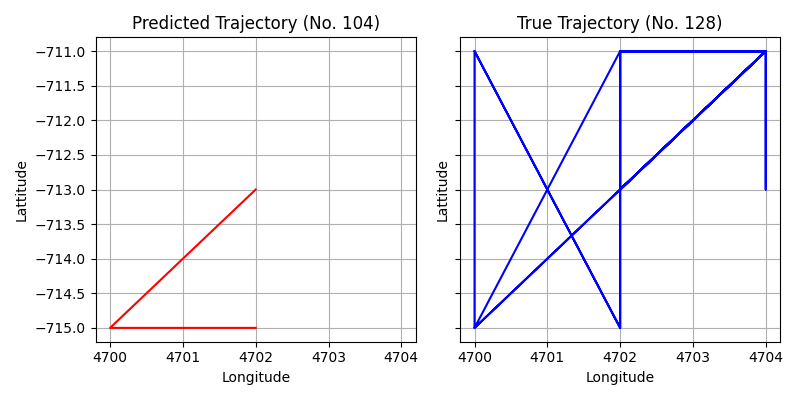 Predicted Trajectory (No. 104)
Lattitude
−711.0
−711.5
−712.0
−712.5
−713.0
−713.5
−714.0
−714.5
−715.0
4700 4701 4702 4703 4704
Longitude
True Trajectory (No. 128)
Lattitude
4700 4701 4702 4703 4704
Longitude